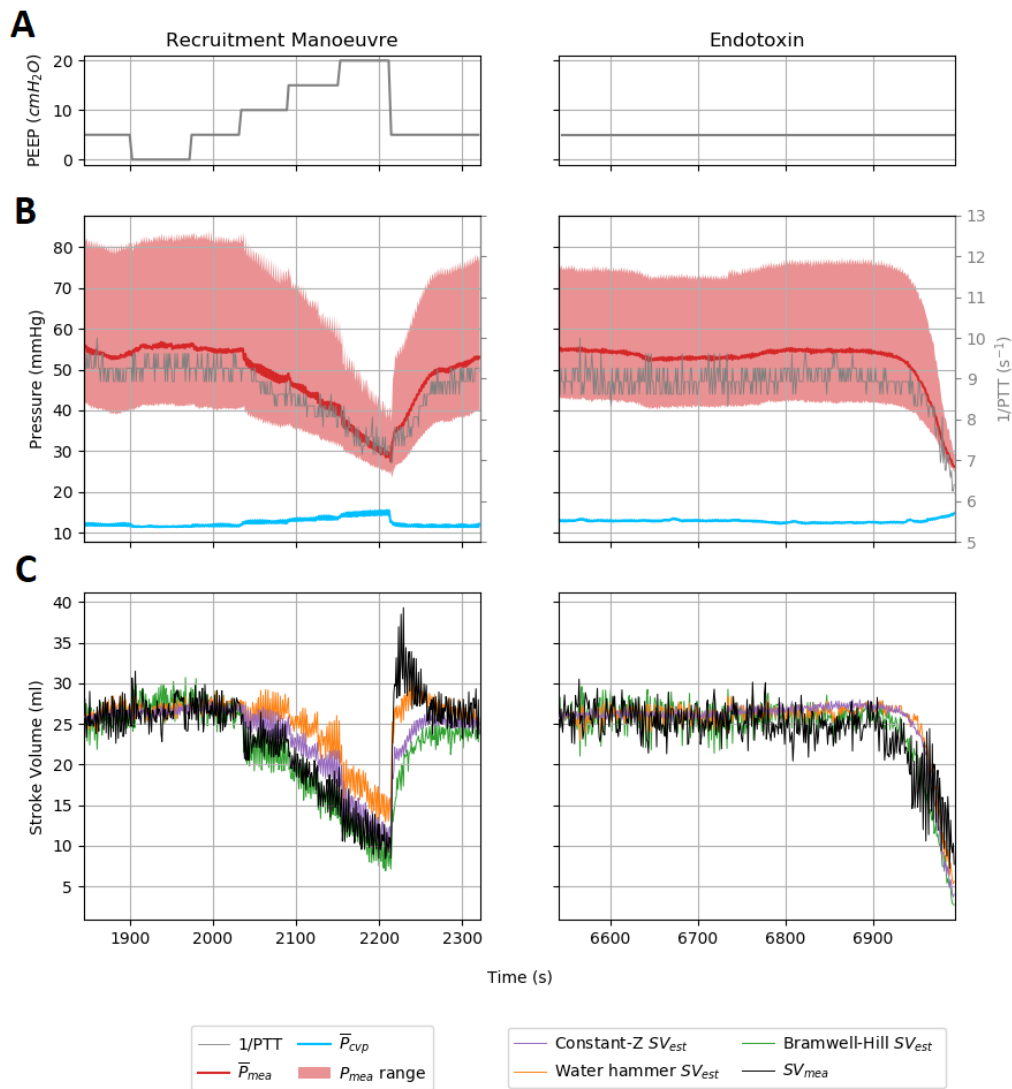 A
Recruitment Manoeuvre
Endotoxin
20
10
0
PEEP (cmH₂O)
B
80
70
60
50
40
30
20
10
Pressure (mmHg)
13
12
11
10
9
8
7
6
5
1/PTT (s⁻¹)
C
40
35
30
25
20
15
10
5
Stroke Volume (ml)
1900 2000 2100 2200 2300
6600 6700 6800 6900
Time (s)
1/PTT
P̅cvp
P̅mea
Pmea range
Constant-Z SVest
Bramwell-Hill SVest
Water hammer SVest
SVmea